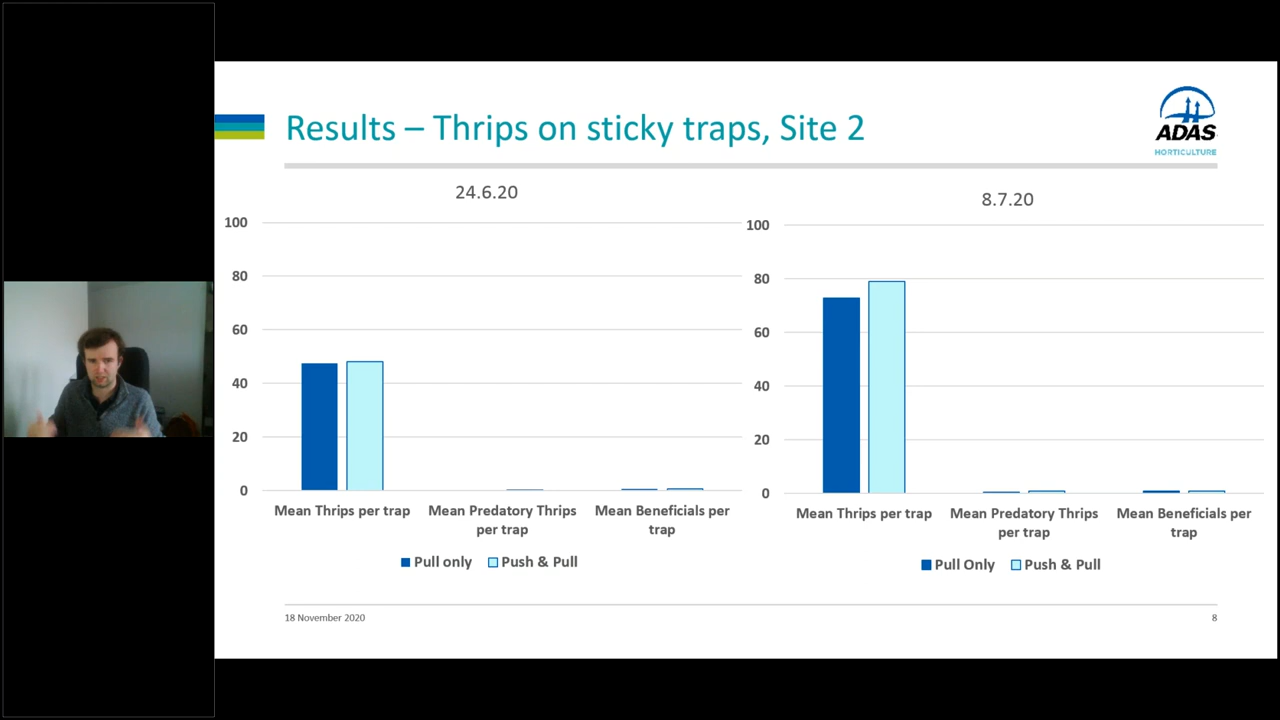 Results – Thrips on sticky traps, Site 2
ADAS
HORTICULTURE
24.6.20
100
80
60
40
20
0
Mean Thrips per trap
Mean Predatory Thrips
per trap
Mean Beneficials per
trap
Pull only
Push & Pull
8.7.20
100
80
60
40
20
0
Mean Thrips per trap
Mean Predatory Thrips
per trap
Mean Beneficials per
trap
Pull Only
Push & Pull
18 November 2020
8